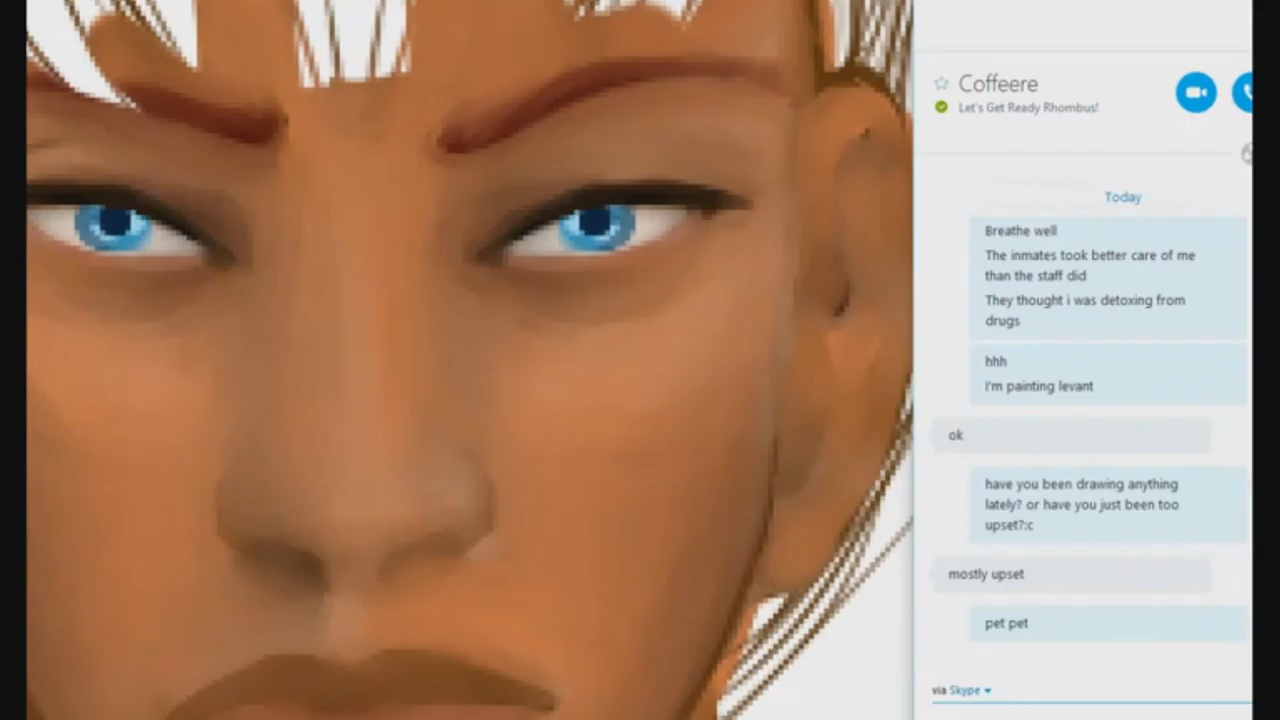 Coffeere
Let's Get Ready Rhombus!
Today
Breathe well
The inmates took better care of me
than the staff did
They thought i was detoxing from
drugs
hhh
I'm painting levant
ok
have you been drawing anything
lately? or have you just been too
upset?:c
mostly upset
pet pet
via Skype